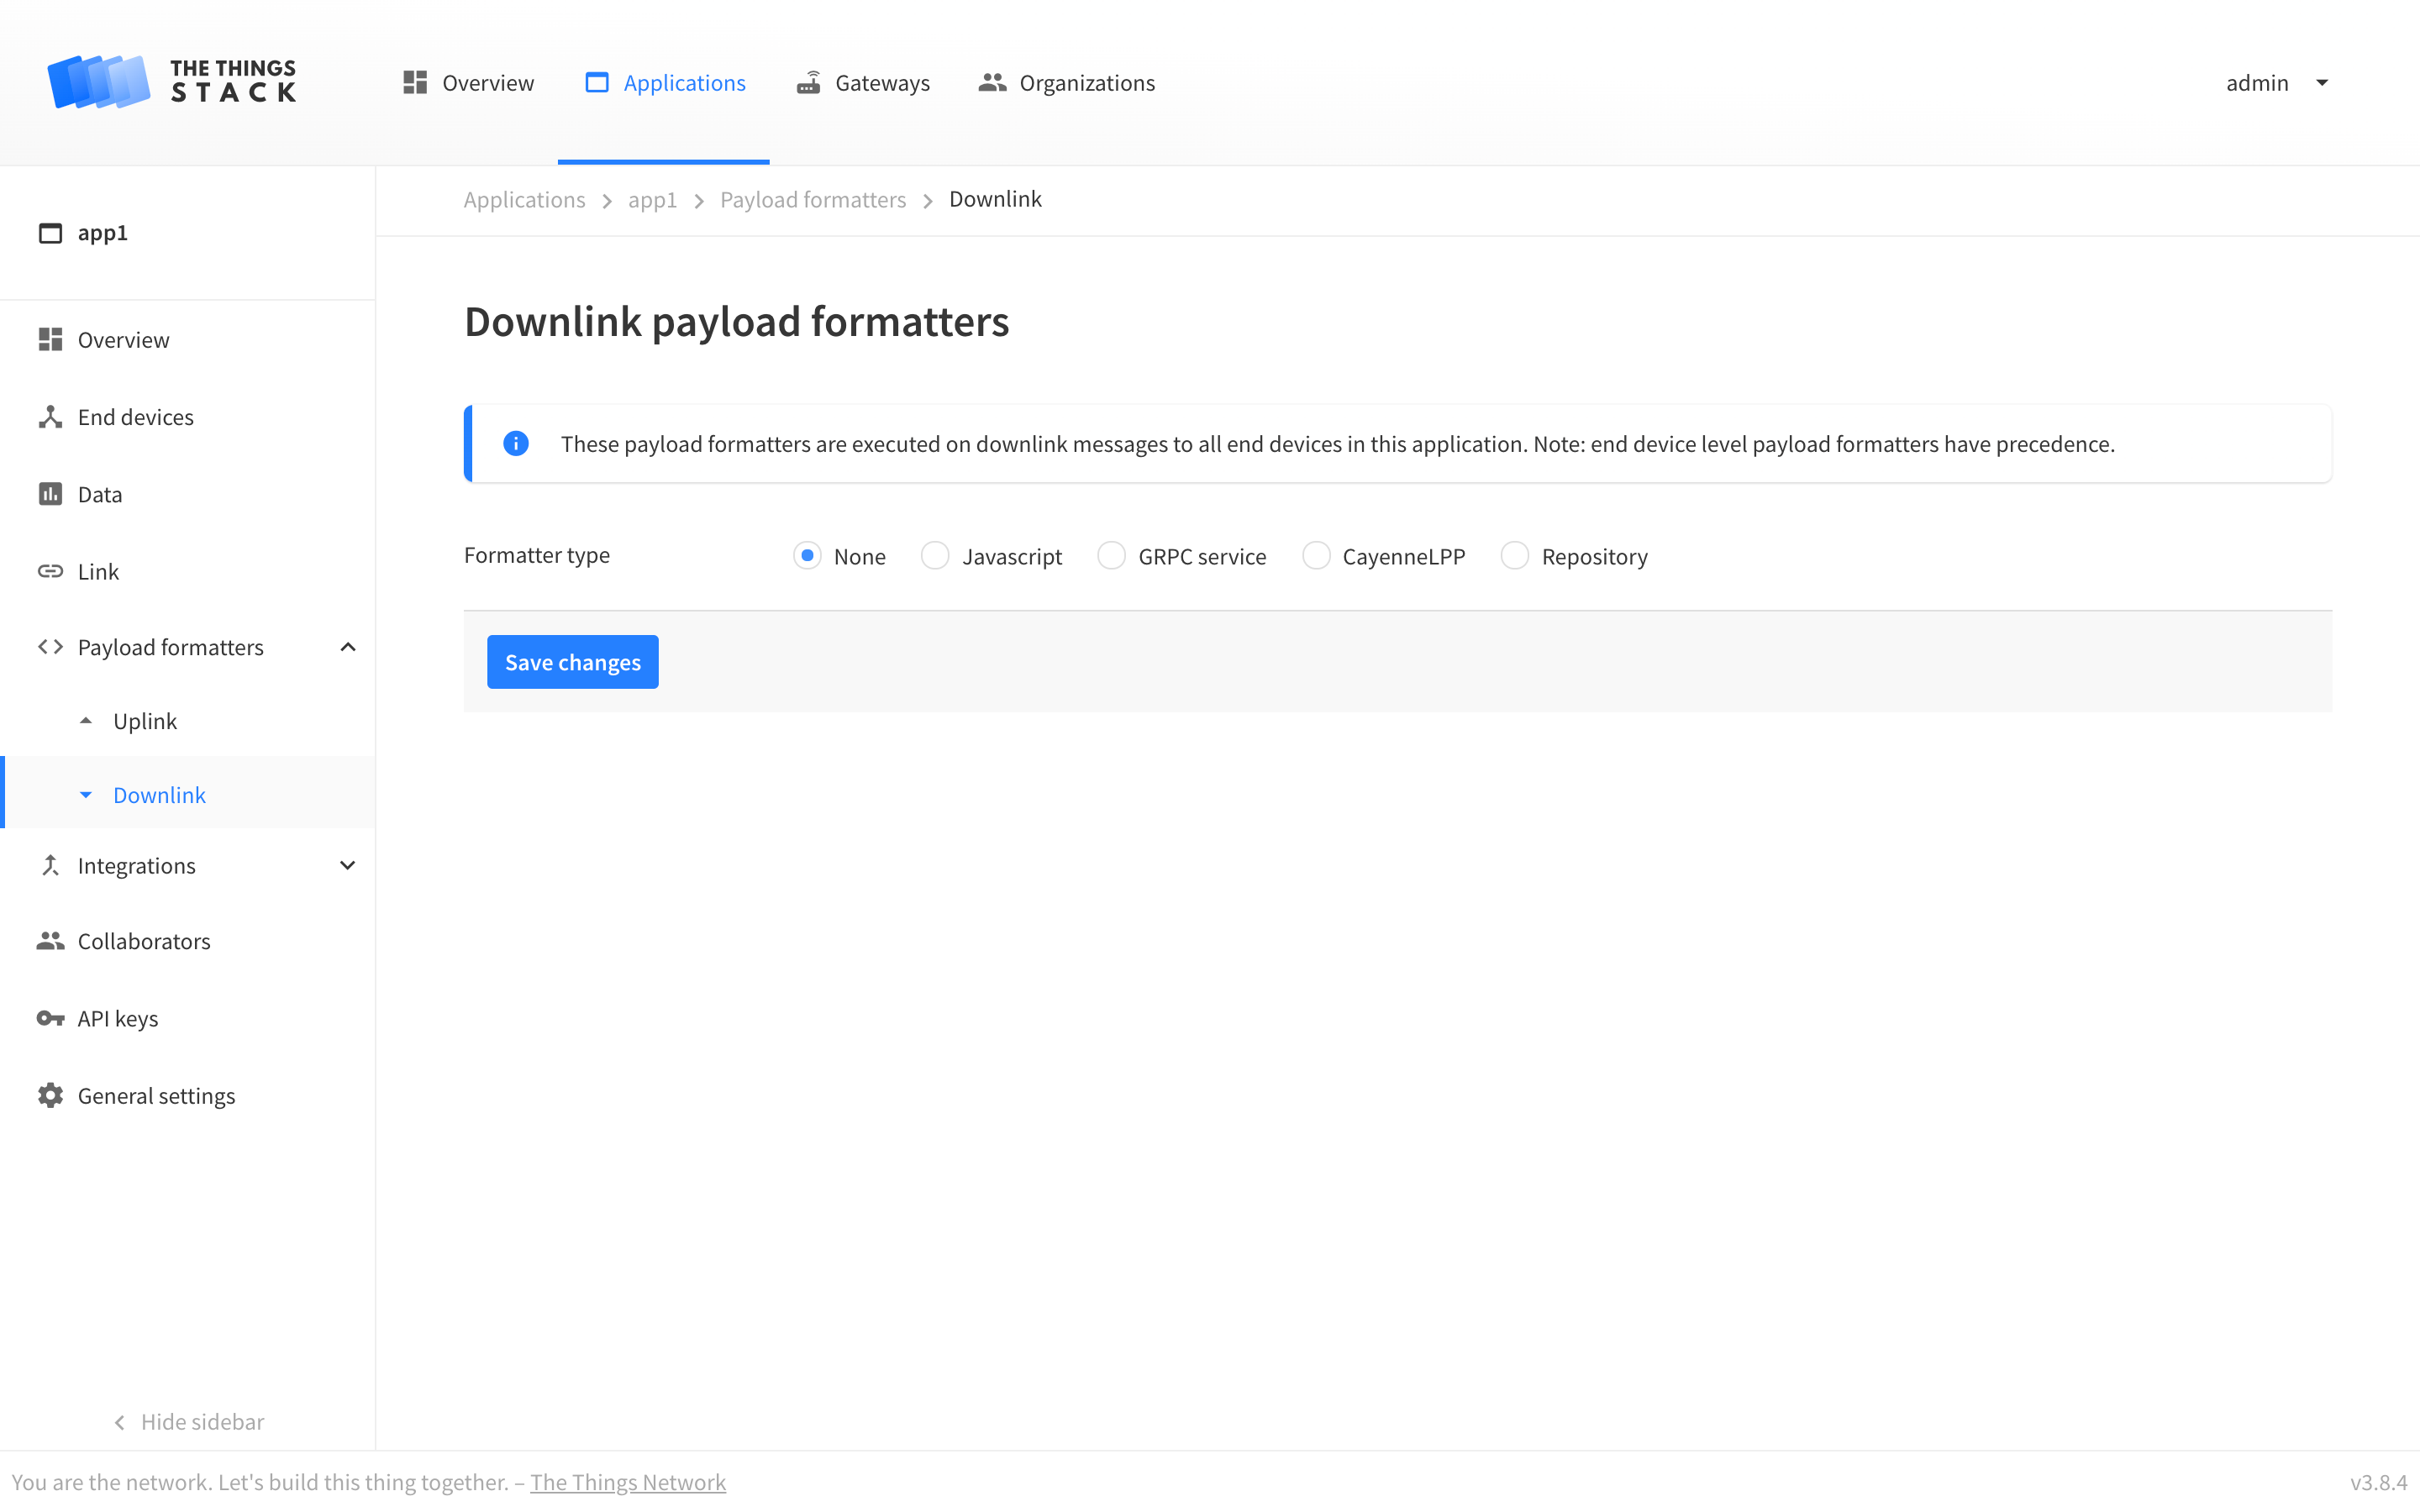 THE THINGS
STACK
Overview
Applications
Gateways
Organizations
admin
app1
Overview
End devices
Data
Link
Payload formatters
Uplink
Downlink
Integrations
Collaborators
API keys
General settings
Hide sidebar
Applications > app1 > Payload formatters > Downlink
Downlink payload formatters
These payload formatters are executed on downlink messages to all end devices in this application. Note: end device level payload formatters have precedence.
Formatter type
None
Javascript
GRPC service
CayenneLPP
Repository
Save changes
You are the network. Let's build this thing together. – The Things Network
v3.8.4